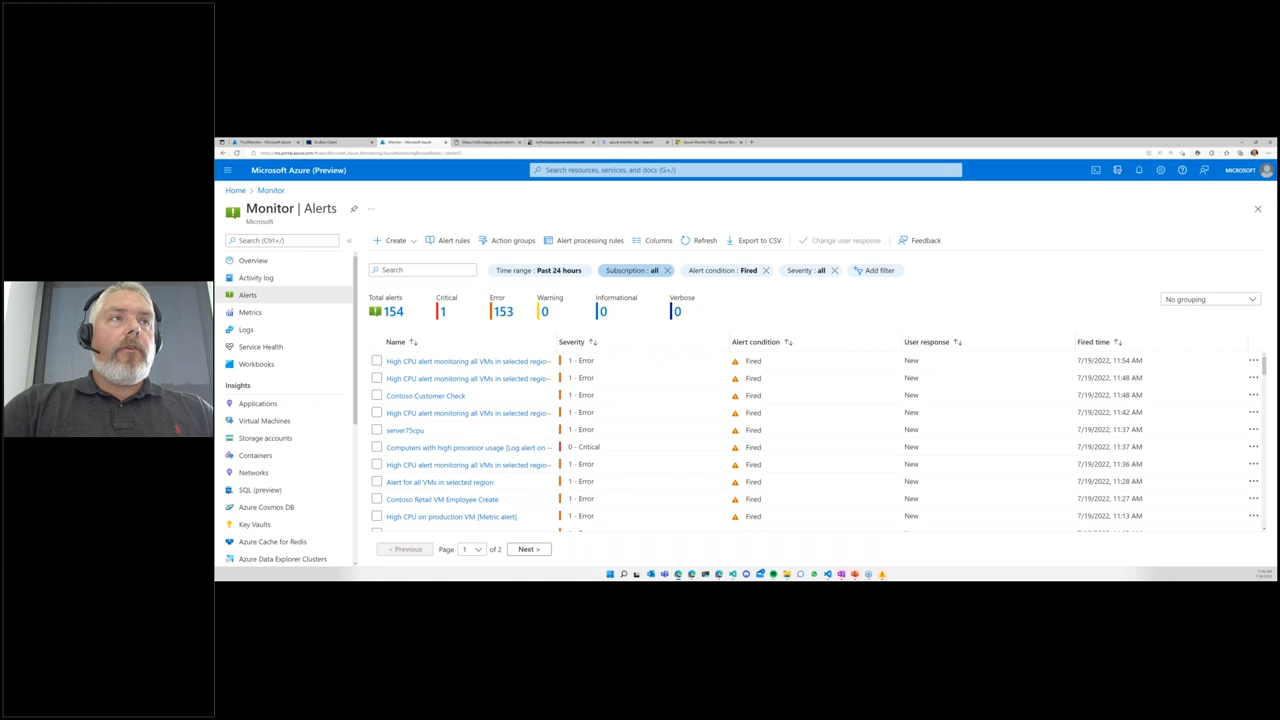 Microsoft Azure (Preview)
Search resources, services, and docs (G+/)
MICROSOFT
Home > Monitor
Monitor | Alerts
Microsoft
Search (Ctrl+/)
Overview
Activity log
Alerts
Metrics
Logs
Service Health
Workbooks
Insights
Applications
Virtual Machines
Storage accounts
Containers
Networks
SQL (preview)
Azure Cosmos DB
Key Vaults
Azure Cache for Redis
Azure Data Explorer Clusters
Create Alert rules Action groups Alert processing rules Columns Refresh Export to CSV Change user response Feedback
Search Time range : Past 24 hours Subscription : all Alert condition : Fired Severity : all Add filter
Total alerts Critical Error Warning Informational Verbose
154 1 153 0 0 0
No grouping
Name Severity Alert condition User response Fired time
High CPU alert monitoring all VMs in selected regio... 1 - Error Fired New 7/19/2022, 11:54 AM
High CPU alert monitoring all VMs in selected regio... 1 - Error Fired New 7/19/2022, 11:48 AM
Contoso Customer Check 1 - Error Fired New 7/19/2022, 11:48 AM
High CPU alert monitoring all VMs in selected regio... 1 - Error Fired New 7/19/2022, 11:42 AM
server75cpu 1 - Error Fired New 7/19/2022, 11:37 AM
Computers with high processor usage [Log alert on ... 0 - Critical Fired New 7/19/2022, 11:37 AM
High CPU alert monitoring all VMs in selected regio... 1 - Error Fired New 7/19/2022, 11:36 AM
Alert for all VMs in selected region 1 - Error Fired New 7/19/2022, 11:28 AM
Contoso Retail VM Employee Create 1 - Error Fired New 7/19/2022, 11:27 AM
High CPU on production VM [Metric alert] 1 - Error Fired New 7/19/2022, 11:13 AM
< Previous Page 1 of 2 Next >